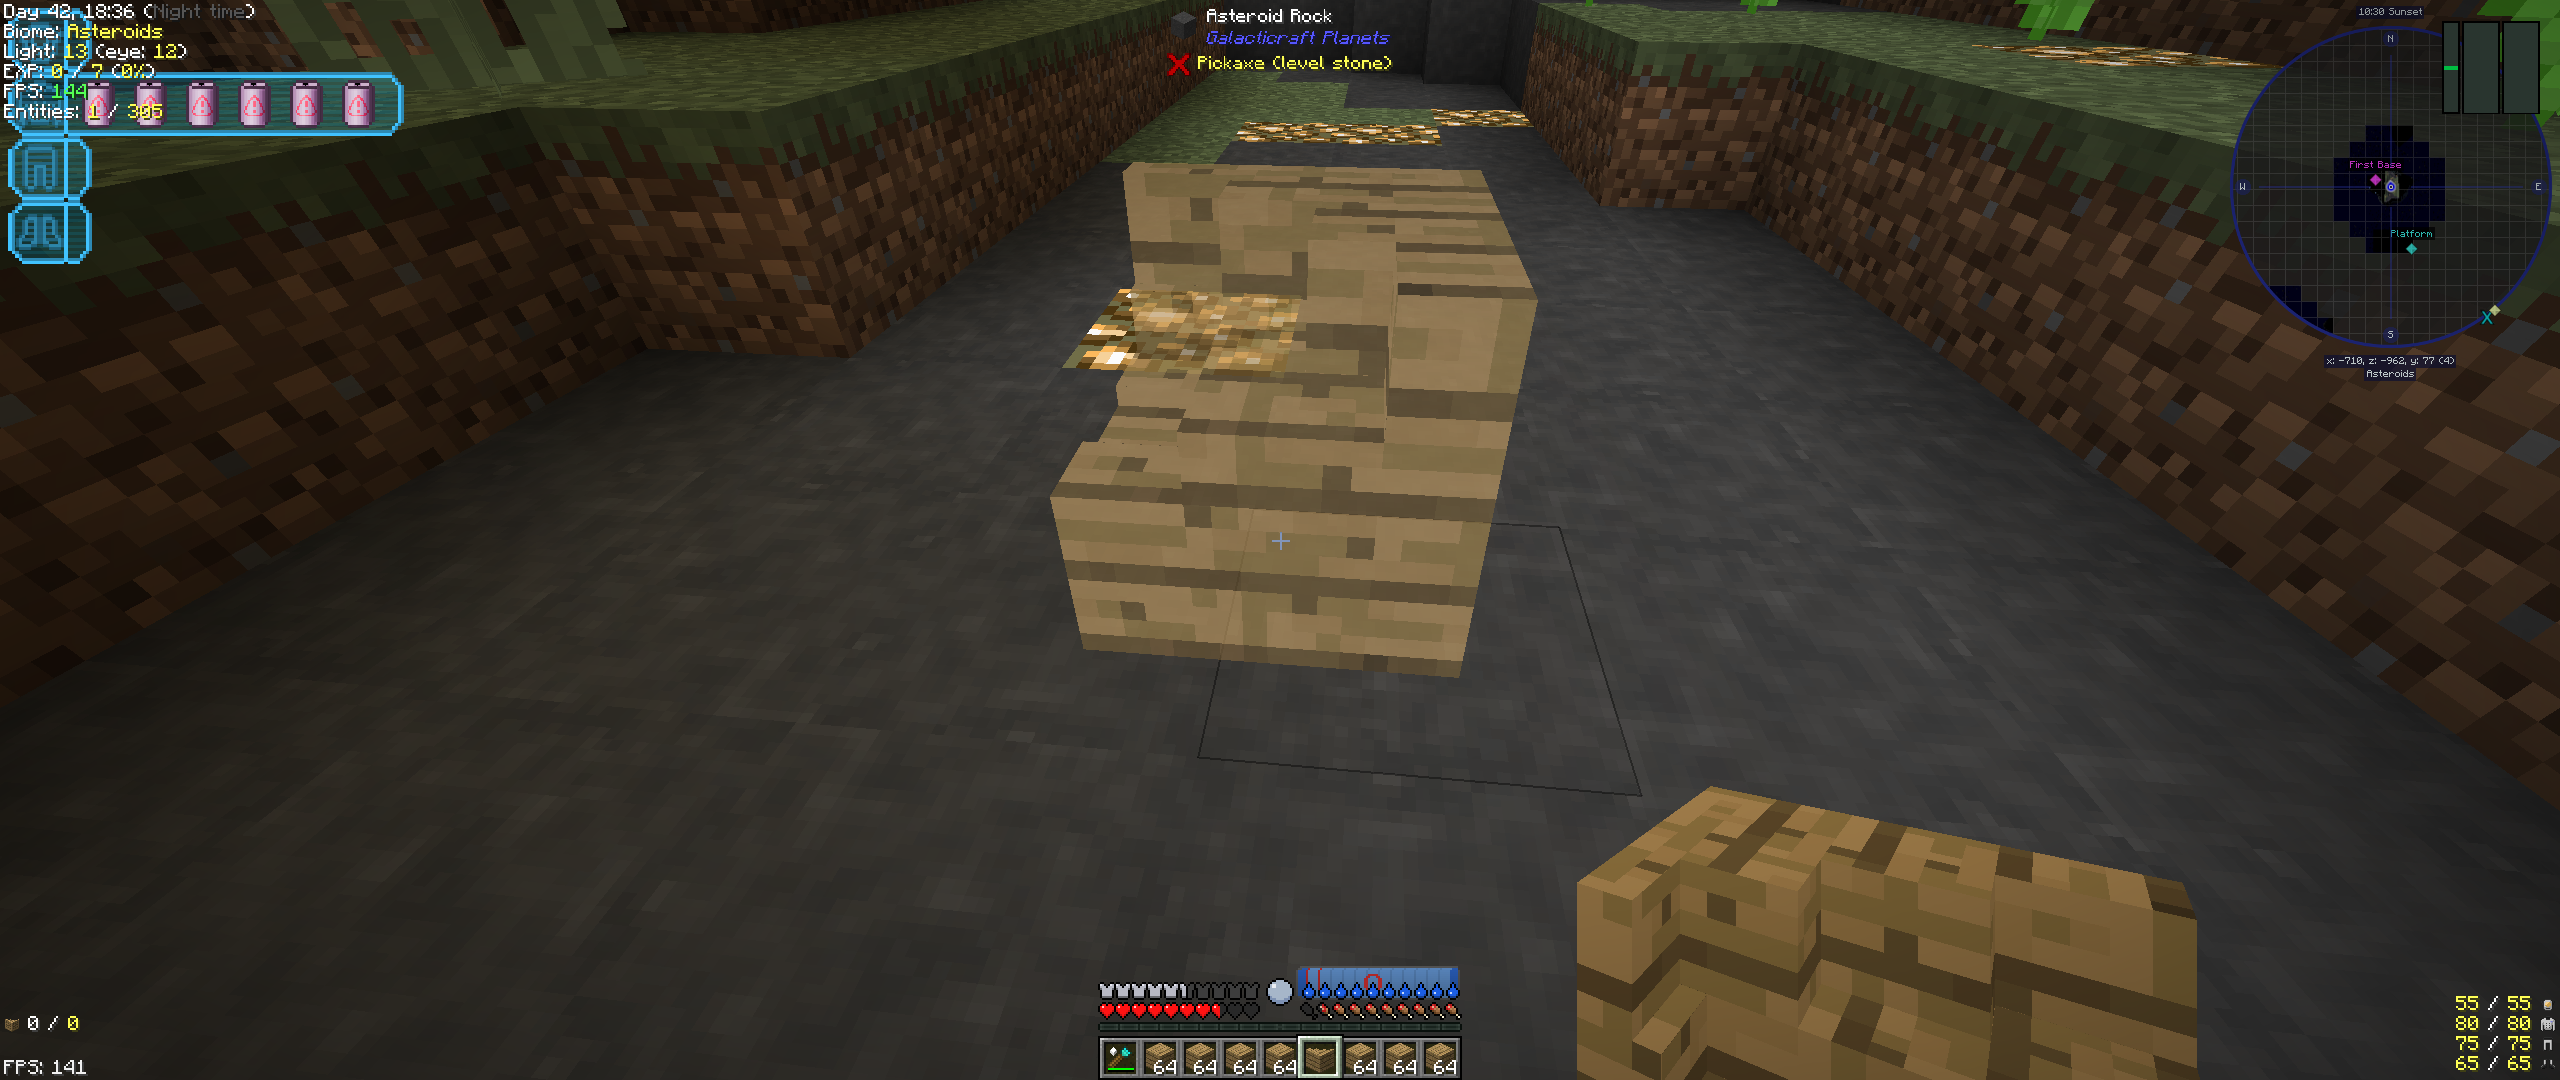 Day 42, 18:36 (Night time)
Biome: Asteroids
Light: 13 (eye: 12)
EXP: 0 / 7 (0%)
FPS: 144
Entities: 1 / 305
Asteroid Rock
Galacticraft Planets
Pickaxe (level stone)
10:30 Sunset
N
First Base
W
E
Platform
X
S
x: -710, z: -962, y: 77 (4)
Asteroids
0 / 0
FPS: 141
64
64
64
64
64
64
64
55 / 55
80 / 80
75 / 75
65 / 65